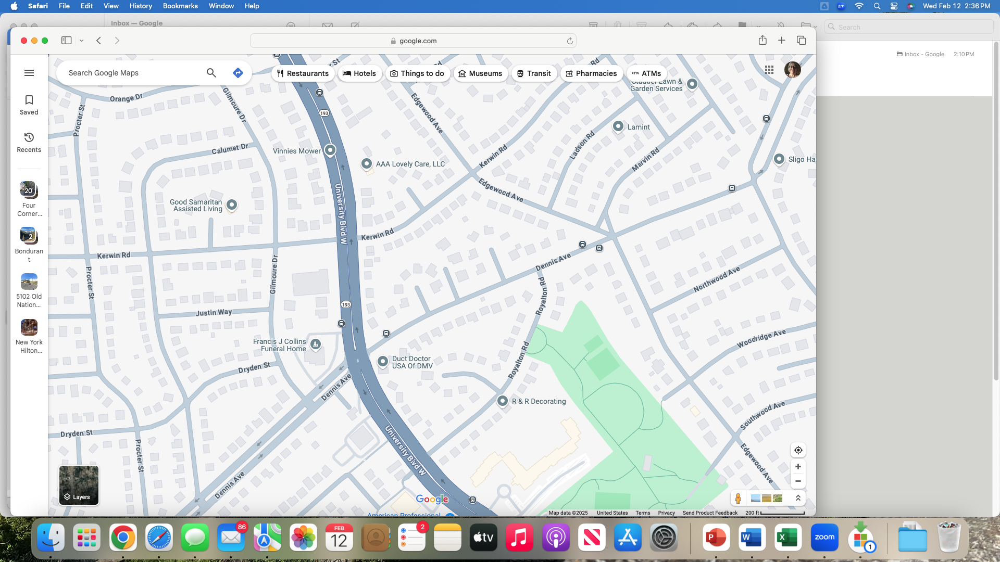 Safari File Edit View History Bookmarks Window Help
zm
Wed Feb 12 2:36 PM
Inbox — Google
Search
google.com
Inbox - Google 2:10 PM
Search Google Maps
Restaurants
Hotels
Things to do
Museums
Transit
Pharmacies
ATM ATMs
Saved
Recents
20
Four
Corner...
2
Bonduran
t
5102 Old
Nation...
New York
Hilton...
Orange Dr
Procter St
Gilmoure Dr
193
Edgewood Ave
Stadtler Lawn &
Garden Services
Lamint
Ladson Rd
Kerwin Rd
Marvin Rd
Sligo Ha
Calumet Dr
Vinnies Mower
AAA Lovely Care, LLC
University Blvd W
Edgewood Ave
Good Samaritan
Assisted Living
Kerwin Rd
Kerwin Rd
Procter St
Gilmoure Dr
Dennis Ave
Royalton Rd
Northwood Ave
193
Justin Way
Francis J Collins
Funeral Home
Duct Doctor
USA Of DMV
Royalton Rd
Woodridge Ave
Dryden St
Dennis Ave
R & R Decorating
Southwood Ave
Dryden St
Procter St
University Blvd W
Edgewood Ave
Dennis Ave
Layers
Google
American Professional
Map data ©2025 United States Terms Privacy Send Product Feedback 200 ft
86
FEB
12
2
tv
P
W
X
zoom
1